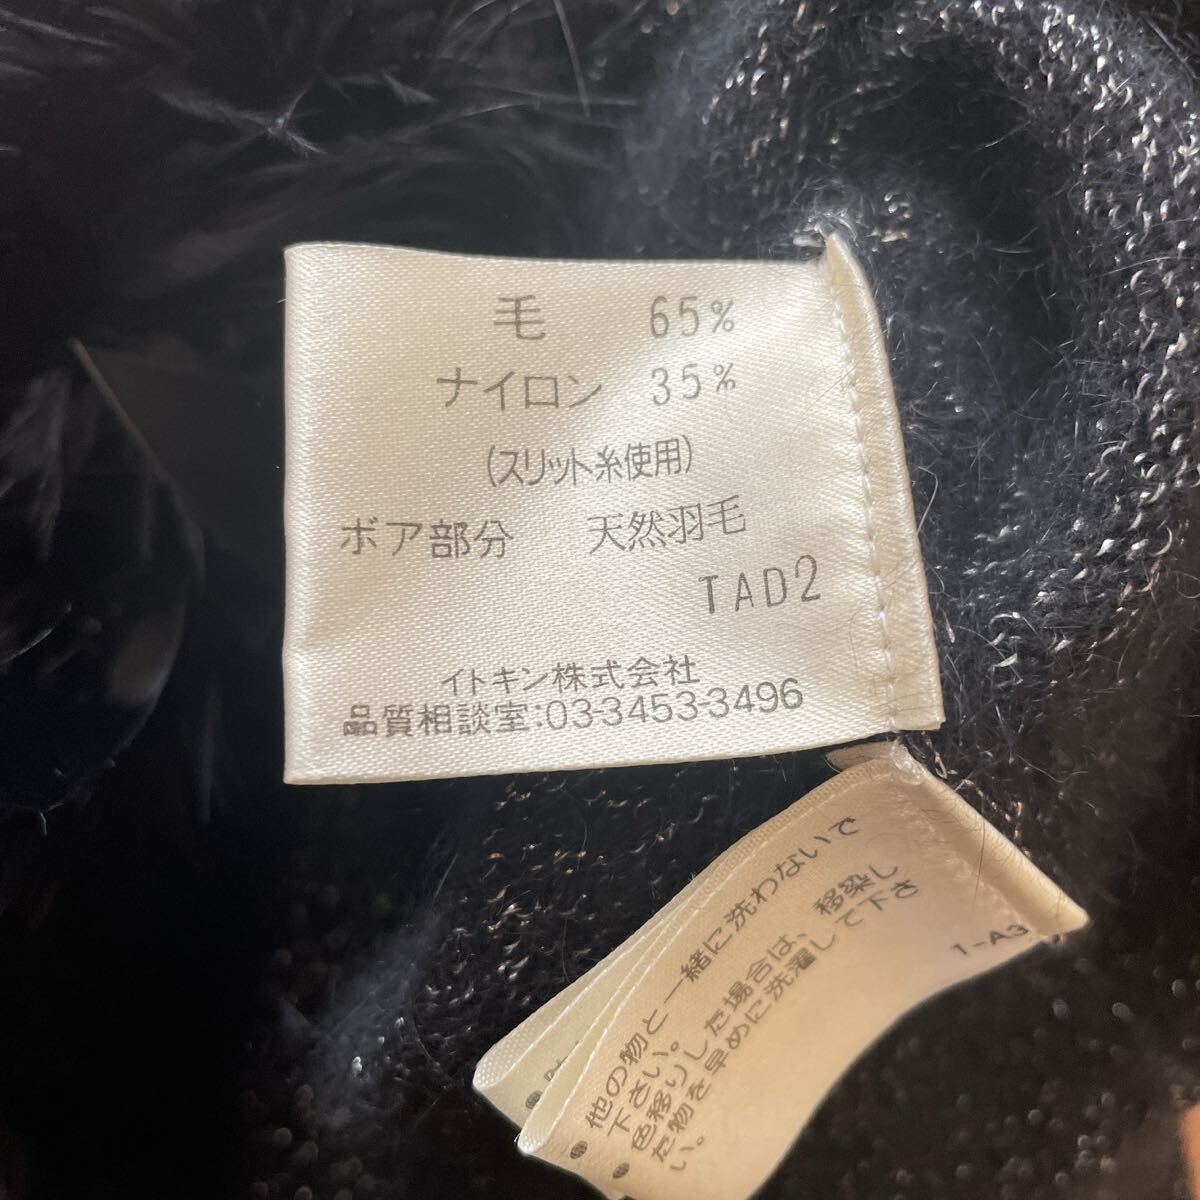 毛 65%
ナイロン 35%
(スリット糸使用)
ボア部分 天然羽毛
TAD2
イトキン株式会社
品質相談室:03-3453-3496
● 他の物と一緒に洗わないで
下さい。
● 色移りした場合は、移染し
た物を早めに洗濯して下さ
い。
1-A3